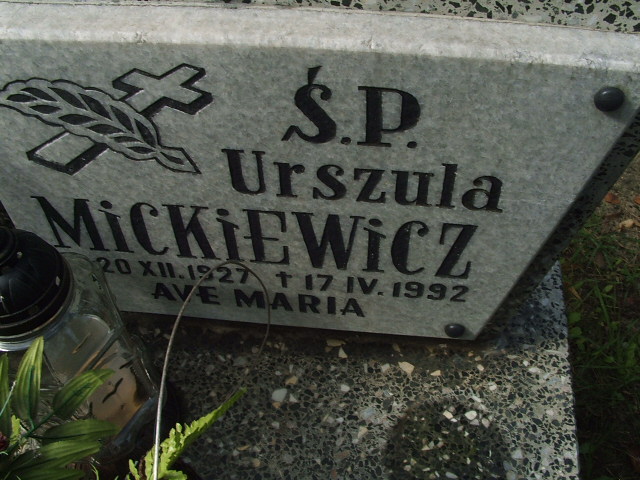 Ś.P.
Urszula
MiCKiEWiCZ
20 XII.1927 † 17 IV.1992
AVE MARIA